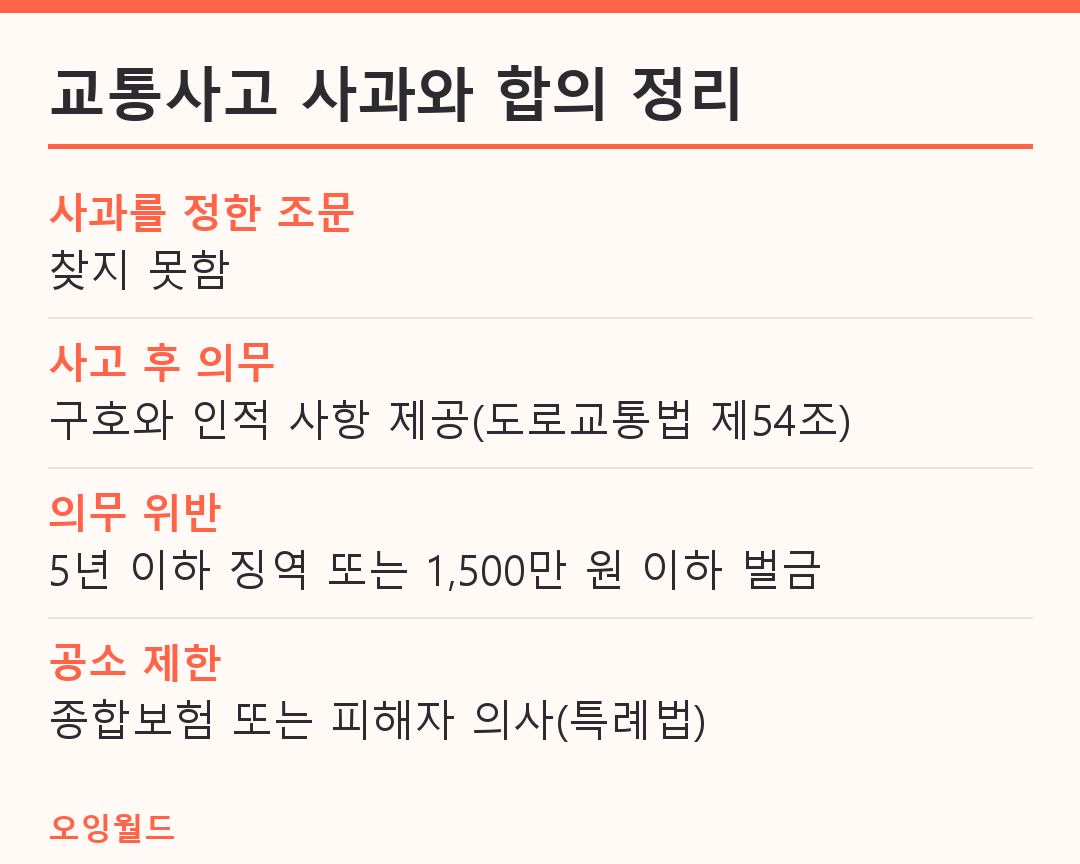 교통사고 사과와 합의 정리
사과를 정한 조문
찾지 못함
사고 후 의무
구호와 인적 사항 제공(도로교통법 제54조)
의무 위반
5년 이하 징역 또는 1,500만 원 이하 벌금
공소 제한
종합보험 또는 피해자 의사(특례법)
오잉월드